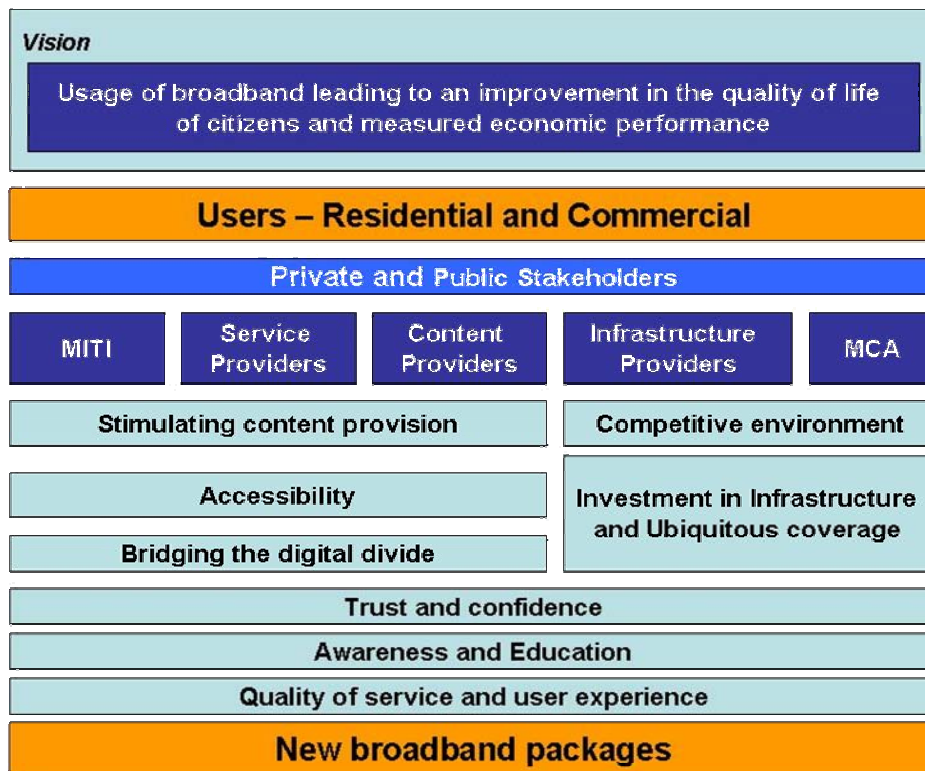 Vision
Usage of broadband leading to an improvement in the quality of life
of citizens and measured economic performance
Users – Residential and Commercial
Private and Public Stakeholders
MITI
Service
Providers
Content
Providers
Infrastructure
Providers
MCA
Stimulating content provision
Competitive environment
Accessibility
Investment in Infrastructure
and Ubiquitous coverage
Bridging the digital divide
Trust and confidence
Awareness and Education
Quality of service and user experience
New broadband packages